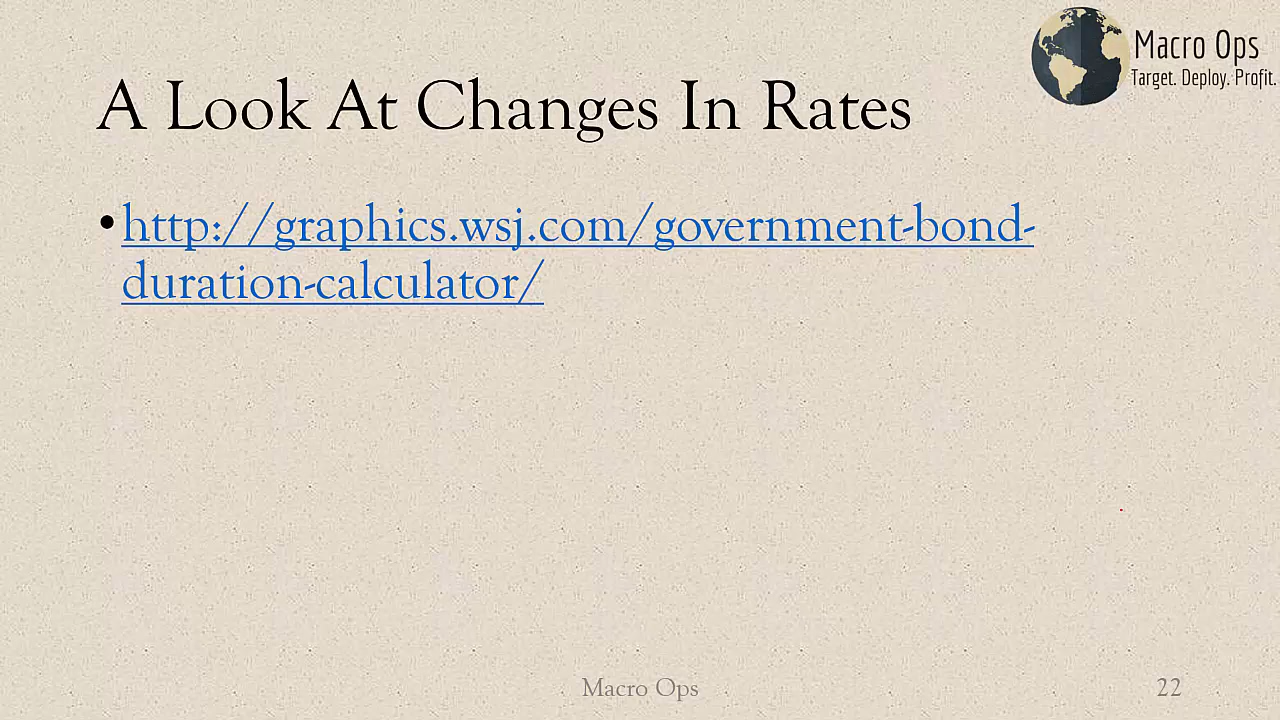 Macro Ops
Target. Deploy. Profit.
A Look At Changes In Rates
•http://graphics.wsj.com/government-bond-
duration-calculator/
Macro Ops
22